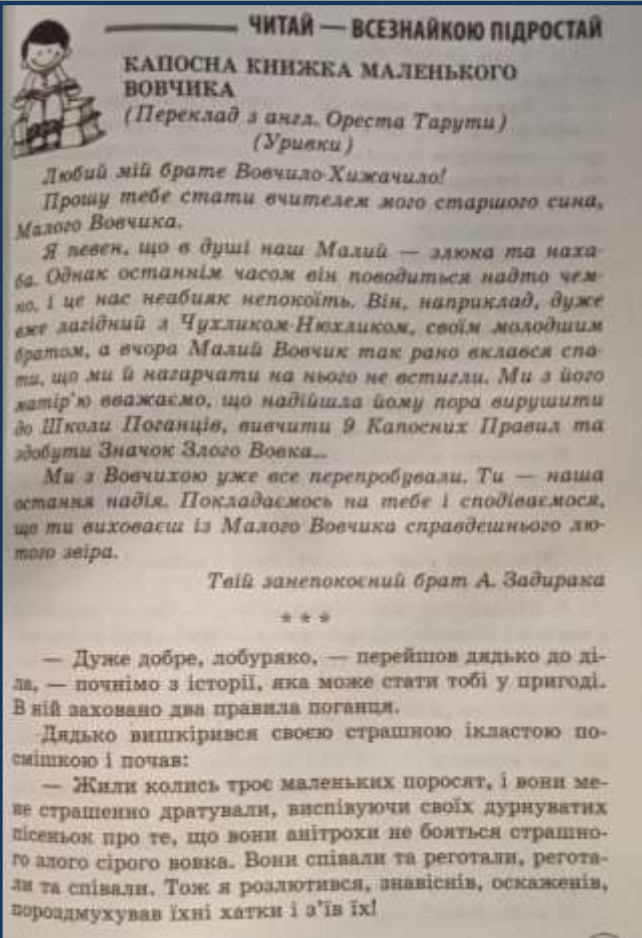 ЧИТАЙ — ВСЕЗНАЙКОЮ ПІДРОСТАЙ
КАПОСНА КНИЖКА МАЛЕНЬКОГО
ВОВЧИКА
(Переклад з англ. Ореста Тарути)
(Уривки)
Любий мій брате Вовчило-Хижачило!
Прошу тебе стати вчителем мого старшого сина,
Малого Вовчика.
Я певен, що в душі наш Малий — злюка та наха-
ба. Однак останнім часом він поводиться надто чем-
но, і це нас неабияк непокоїть. Він, наприклад, дуже
вже лагідний з Чухликом-Нюхликом, своїм молодшим
братом, а вчора Малий Вовчик так рано вклався спа-
ти, що ми й нагарчати на нього не встигли. Ми з його
матір'ю вважаємо, що надійшла йому пора вирушити
до Школи Поганців, вивчити 9 Капосних Правил та
здобути Значок Злого Вовка...
Ми з Вовчихою уже все перепробували. Ти — наша
остання надія. Покладаємось на тебе і сподіваємося,
що ти виховаєш із Малого Вовчика справдешнього лю-
того звіра.
Твій занепокоєний брат А. Задирака
* * *
— Дуже добре, лобуряко, — перейшов дядько до ді-
ла, — почнімо з історії, яка може стати тобі у пригоді.
В ній заховано два правила поганця.
Дядько вишкірився своєю страшною ікластою по-
смішкою і почав:
— Жили колись троє маленьких поросят, і вони ме-
не страшенно дратували, виспівуючи своїх дурнуватих
пісеньок про те, що вони анітрохи не бояться страшно-
го злого сірого вовка. Вони співали та реготали, регота-
ли та співали. Тож я розлютився, знавіснів, оскаженів,
пороздмухував їхні хатки і з'їв їх!